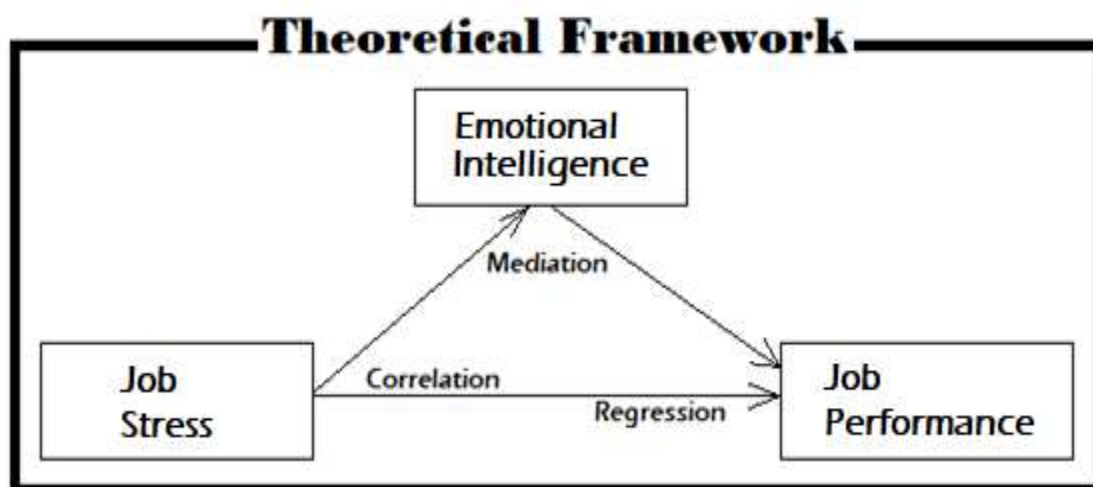 Theoretical Framework
Emotional
Intelligence
Mediation
Job
Stress
Correlation
Regression
Job
Performance